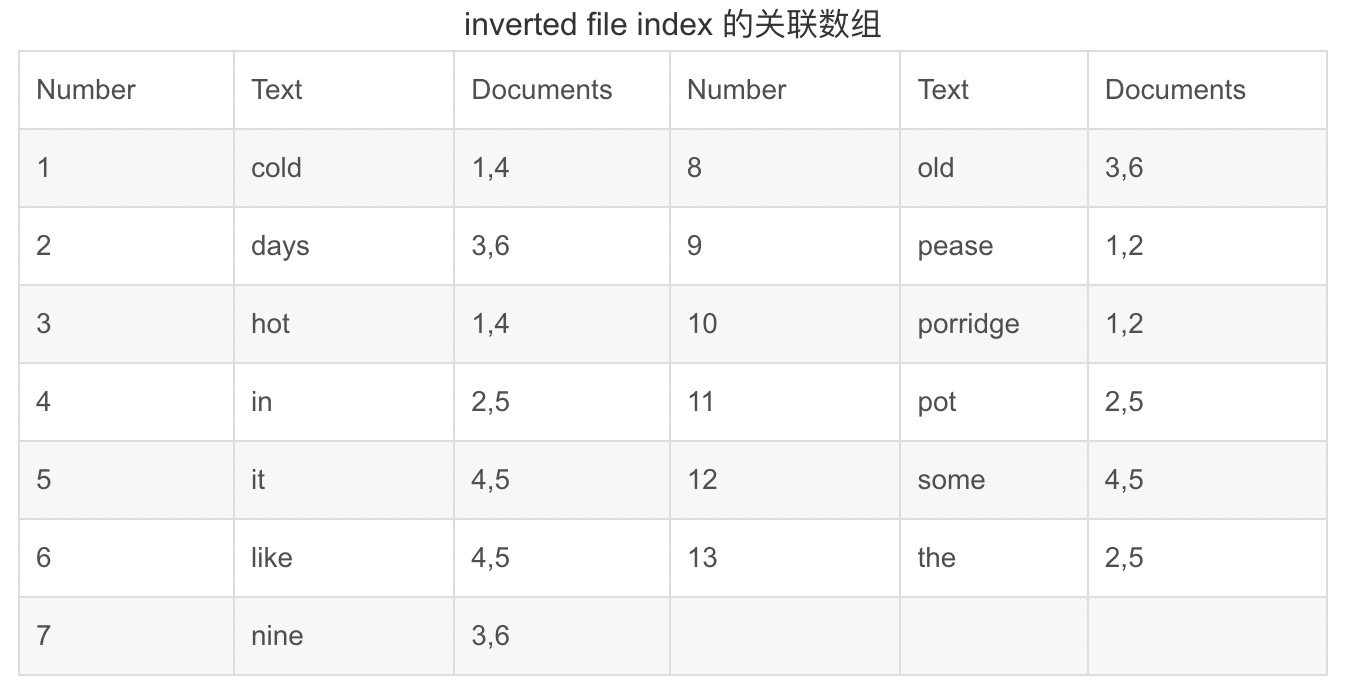 inverted file index 的关联数组
Number Text Documents Number Text Documents
1 cold 1,4 8 old 3,6
2 days 3,6 9 pease 1,2
3 hot 1,4 10 porridge 1,2
4 in 2,5 11 pot 2,5
5 it 4,5 12 some 4,5
6 like 4,5 13 the 2,5
7 nine 3,6